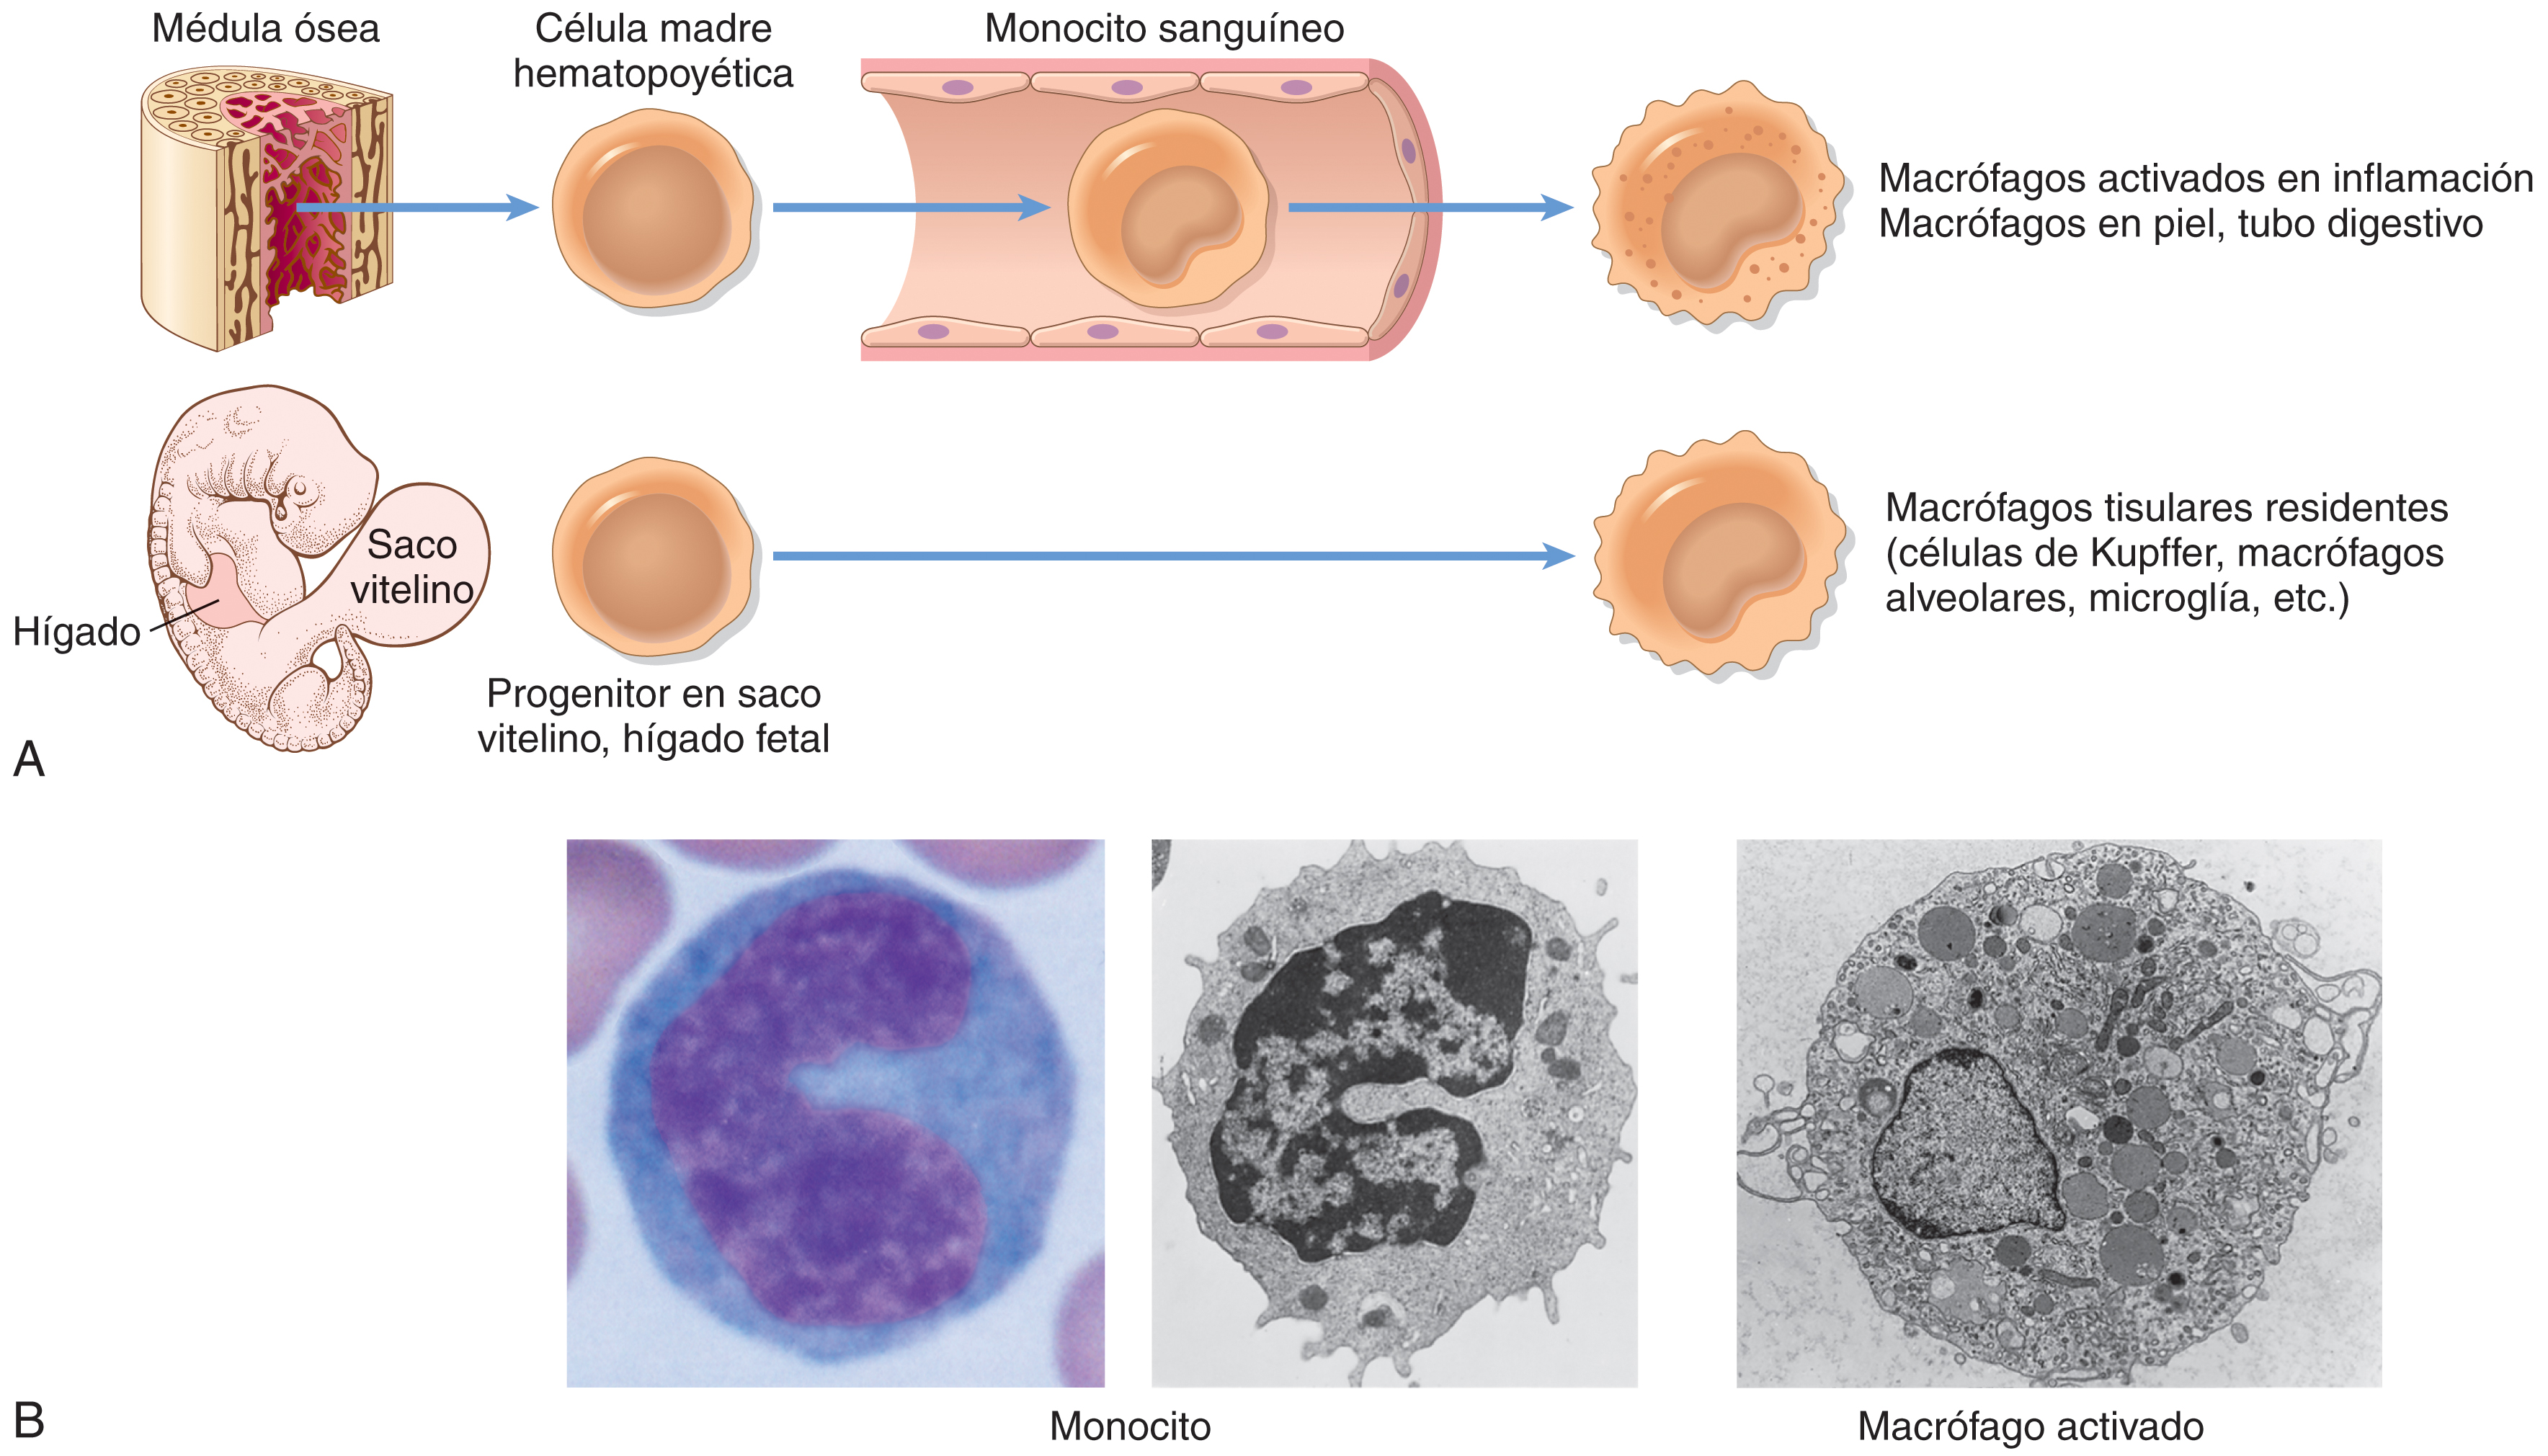 Médula ósea
Célula madre
hematopoyética
Monocito sanguíneo
Macrófagos activados en inflamación
Macrófagos en piel, tubo digestivo
Saco
vitelino
Hígado
Progenitor en saco
vitelino, hígado fetal
Macrófagos tisulares residentes
(células de Kupffer, macrófagos
alveolares, microglía, etc.)
A
Monocito
Macrófago activado
B